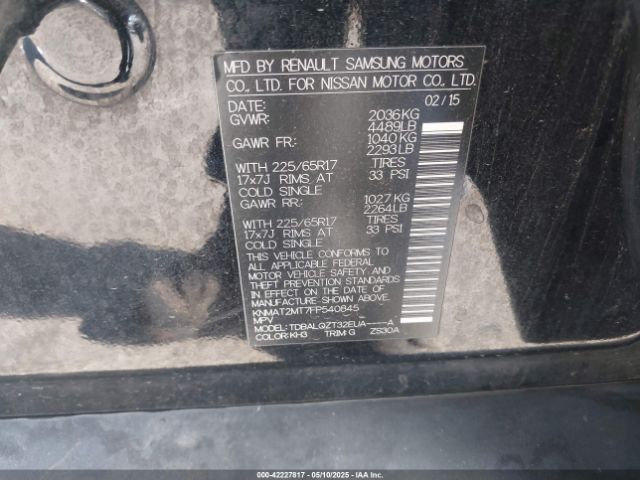 MFD BY RENAULT SAMSUNG MOTORS
CO., LTD. FOR NISSAN MOTOR CO., LTD.
DATE: 02/15
GVWR: 2036KG
4489LB
GAWR FR: 1040KG
2293LB
WITH 225/65R17 TIRES
17x7J RIMS AT 33 PSI
COLD SINGLE
GAWR RR: 1027KG
2264LB
WITH 225/65R17 TIRES
17x7J RIMS AT 33 PSI
COLD SINGLE
THIS VEHICLE CONFORMS TO
ALL APPLICABLE FEDERAL
MOTOR VEHICLE SAFETY AND
THEFT PREVENTION STANDARDS
IN EFFECT ON THE DATE OF
MANUFACTURE SHOWN ABOVE.
KNMAT2MT7FP540845
MPV
MODEL: TDBALQZT32EUA-----A
COLOR: KH3 TRIM: G ZS30A
000-42227817 - 05/10/2025 - COPYRIGHT IAA